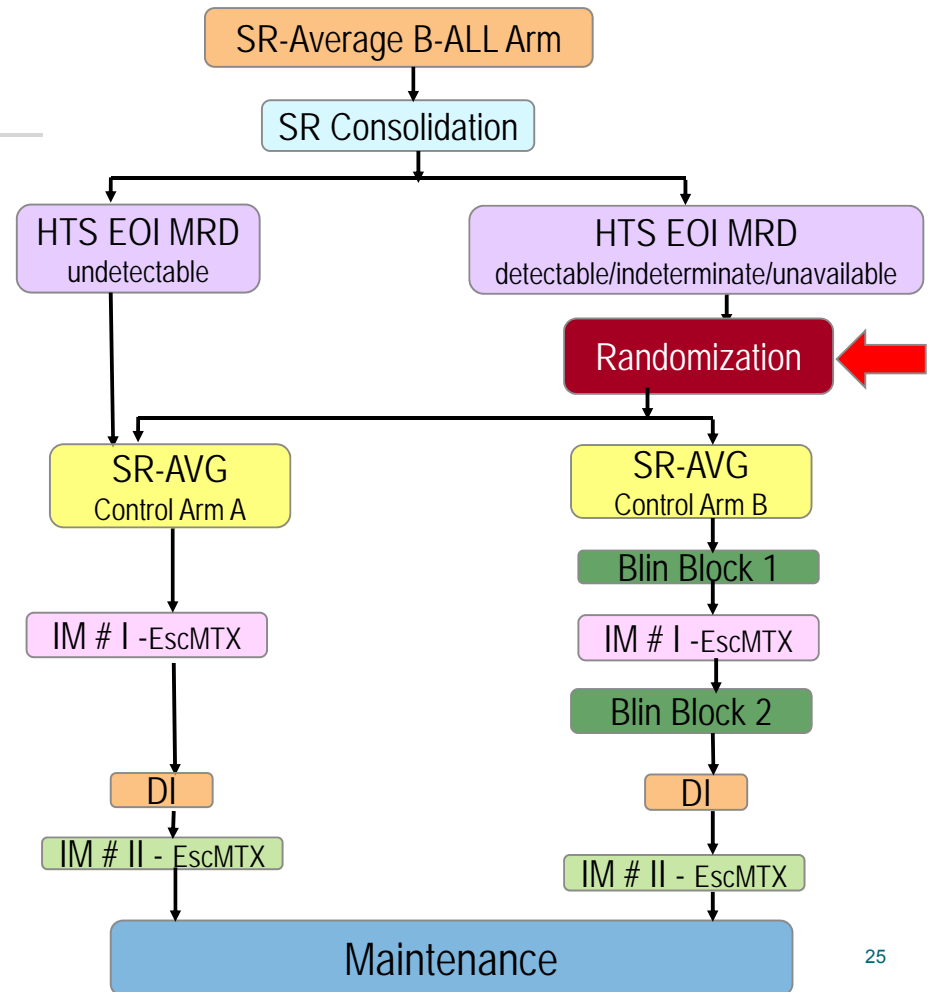 SR-Average B-ALL Arm
SR Consolidation
HTS EOI MRD
undetectable
HTS EOI MRD
detectable/indeterminate/unavailable
Randomization
SR-AVG
Control Arm A
SR-AVG
Control Arm B
Blin Block 1
IM # I -EscMTX
IM # I -EscMTX
Blin Block 2
DI
DI
IM # II - EscMTX
IM # II - EscMTX
Maintenance
25